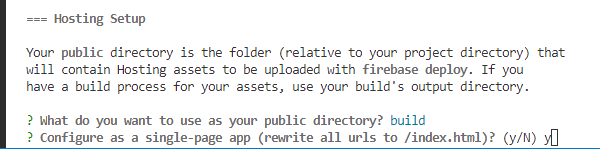 === Hosting Setup
Your public directory is the folder (relative to your project directory) that
will contain Hosting assets to be uploaded with firebase deploy. If you
have a build process for your assets, use your build's output directory.
? What do you want to use as your public directory? build
? Configure as a single-page app (rewrite all urls to /index.html)? (y/N) y